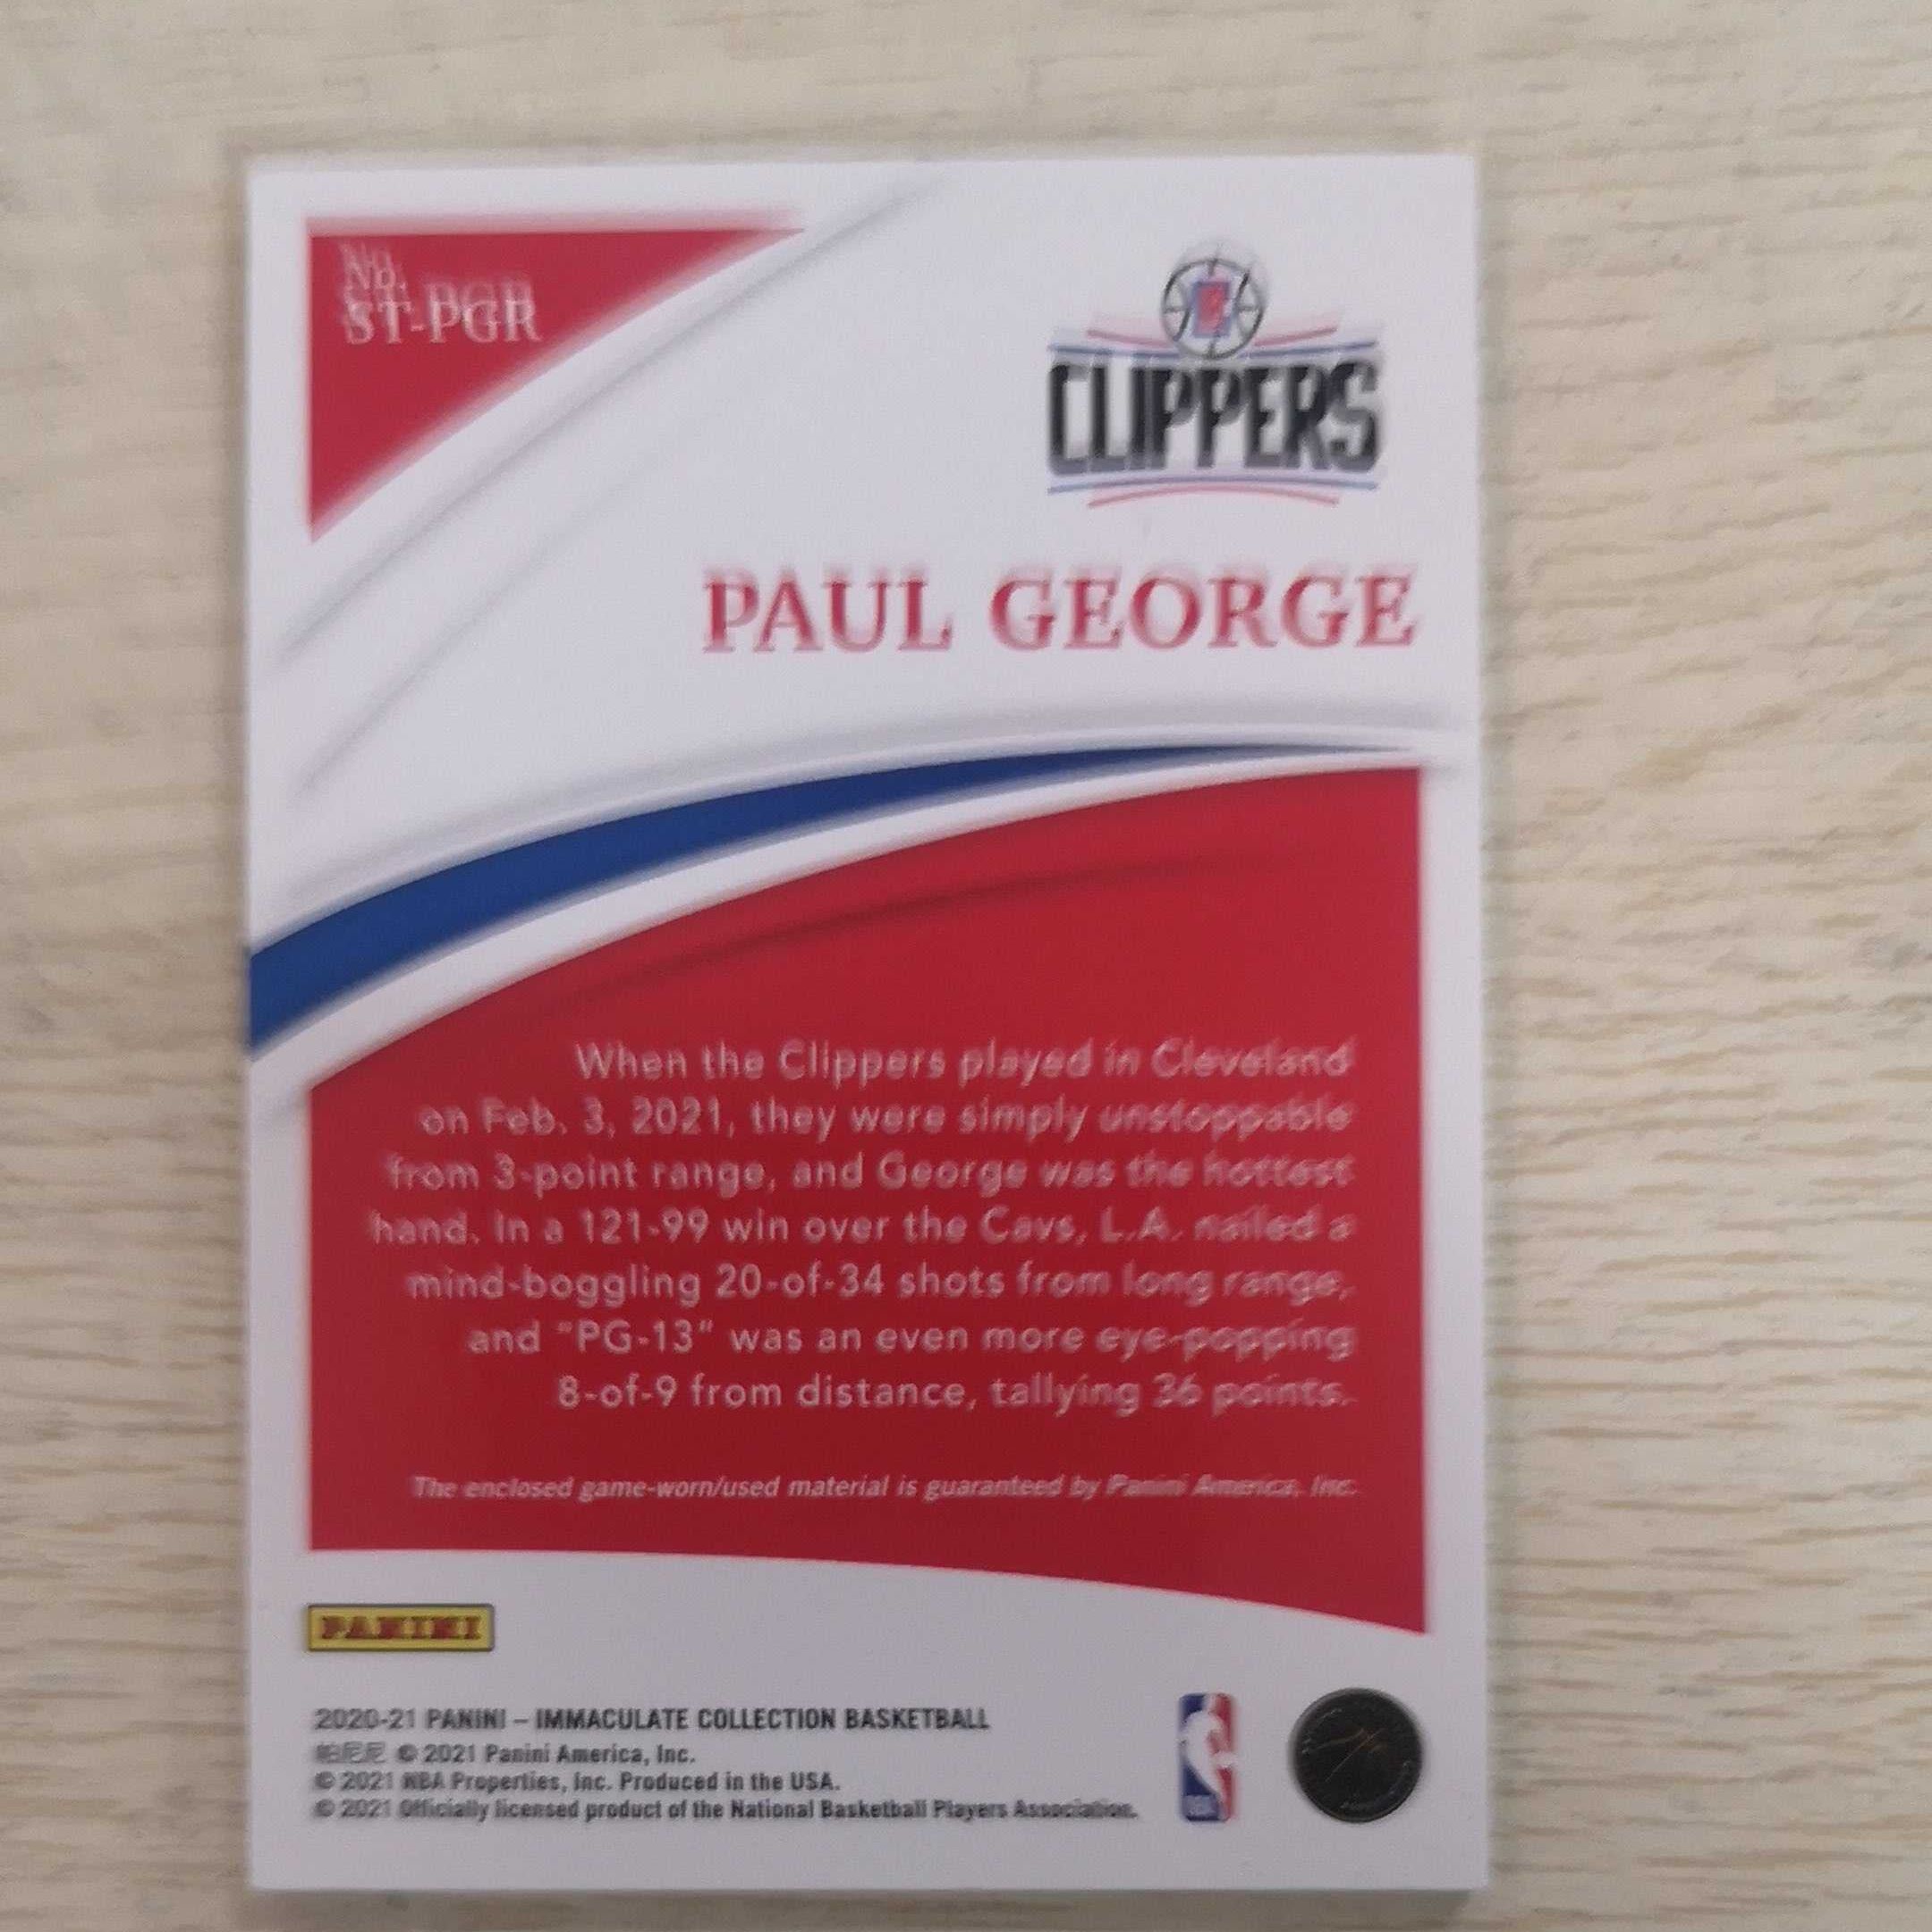 No.
ST-PGR
CLIPPERS
PAUL GEORGE
When the Clippers played in Cleveland
on Feb. 3, 2021, they were simply unstoppable
from 3-point range, and George was the hottest
hand. In a 121-99 win over the Cavs, L.A. nailed a
mind-boggling 20-of-34 shots from long range,
and "PG-13" was an even more eye-popping
8-of-9 from distance, tallying 36 points.
The enclosed game-worn/used material is guaranteed by Panini America, Inc.
PANINI
2020-21 PANINI – IMMACULATE COLLECTION BASKETBALL
帕尼尼 © 2021 Panini America, Inc.
© 2021 NBA Properties, Inc. Produced in the USA.
© 2021 Officially licensed product of the National Basketball Players Association.